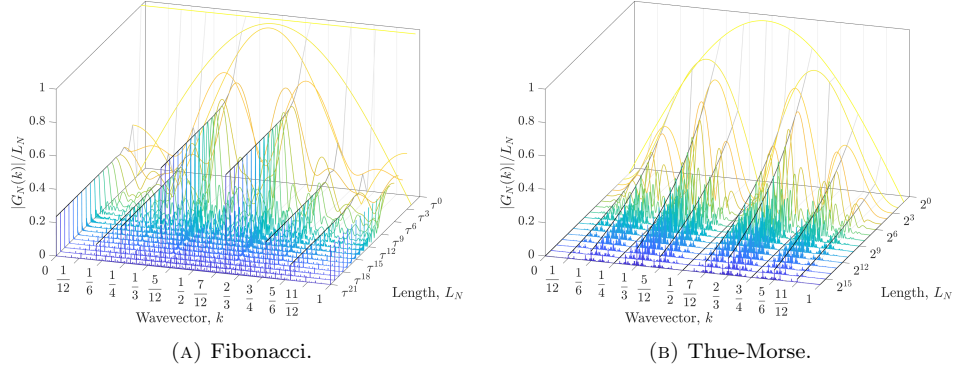 1
0.8
0.6
0.4
0.2
0
|G_N(k)|/L_N
0 1/12 1/6 1/4 1/3 5/12 1/2 7/12 2/3 3/4 5/6 11/12 1
Wavevector, k
τ^0
τ^3
τ^6
τ^9
τ^12
τ^15
τ^18
τ^21
Length, L_N
(A) Fibonacci.
1
0.8
0.6
0.4
0.2
0
|G_N(k)|/L_N
0 1/12 1/6 1/4 1/3 5/12 1/2 7/12 2/3 3/4 5/6 11/12 1
Wavevector, k
2^0
2^3
2^6
2^9
2^12
2^15
Length, L_N
(B) Thue-Morse.